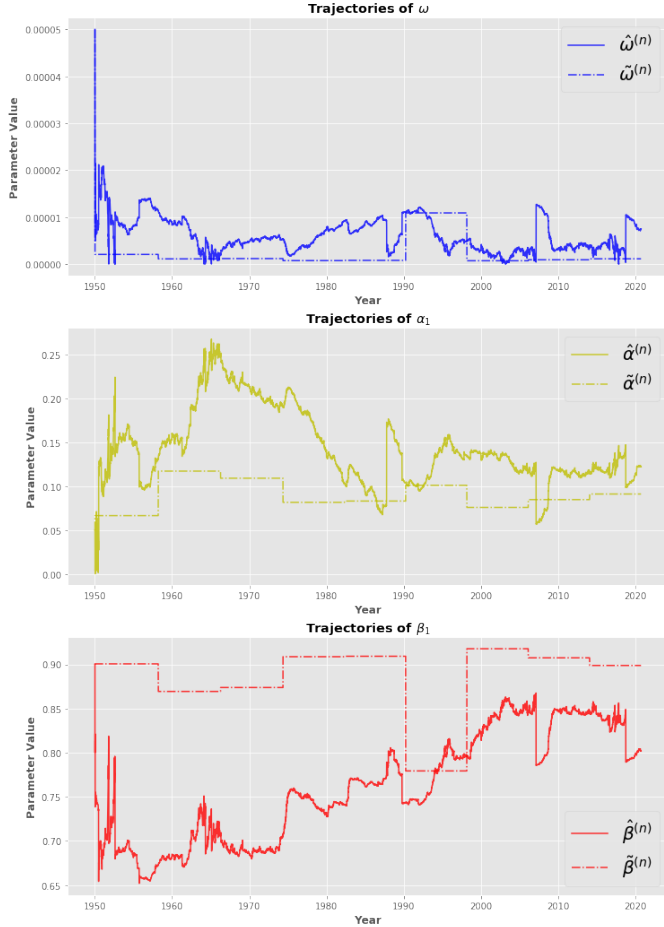 Trajectories of ω
0.00005
0.00004
0.00003
0.00002
0.00001
0.00000
Parameter Value
ω̂⁽ⁿ⁾
ω̃⁽ⁿ⁾
1950 1960 1970 1980 1990 2000 2010 2020
Year
Trajectories of α₁
0.25
0.20
0.15
0.10
0.05
0.00
Parameter Value
α̂⁽ⁿ⁾
α̃⁽ⁿ⁾
1950 1960 1970 1980 1990 2000 2010 2020
Year
Trajectories of β₁
0.90
0.85
0.80
0.75
0.70
0.65
Parameter Value
β̂⁽ⁿ⁾
β̃⁽ⁿ⁾
1950 1960 1970 1980 1990 2000 2010 2020
Year